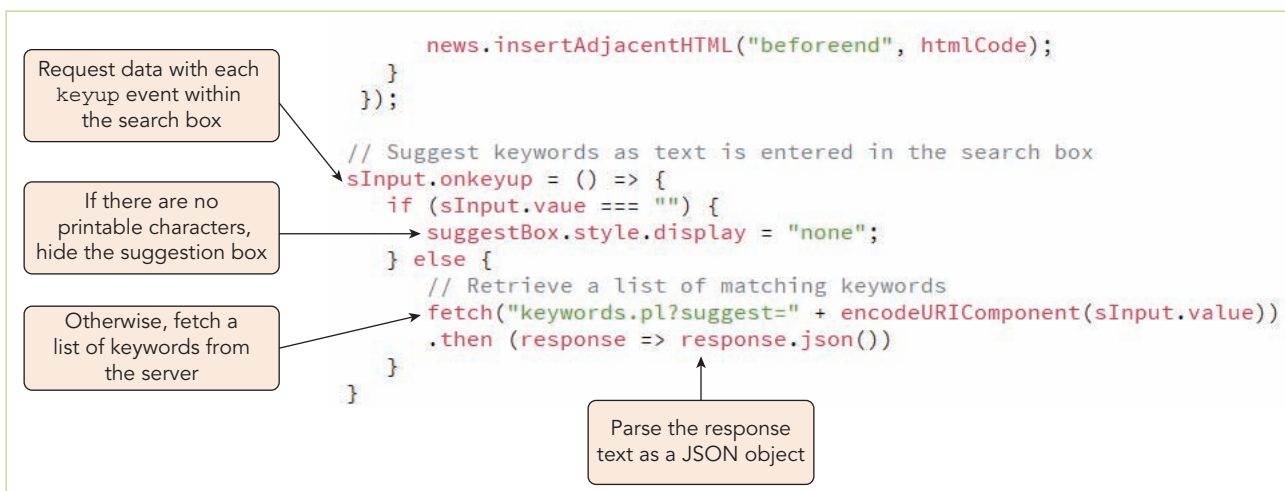 news.insertAdjacentHTML("beforeend", htmlCode);
}
});
Request data with each
keyup event within
the search box
// Suggest keywords as text is entered in the search box
sInput.onkeyup = () => {
if (sInput.vaue === "") {
If there are no
printable characters,
hide the suggestion box
suggestBox.style.display = "none";
} else {
// Retrieve a list of matching keywords
Otherwise, fetch a
list of keywords from
the server
fetch("keywords.pl?suggest=" + encodeURIComponent(sInput.value))
.then (response => response.json())
}
}
Parse the response
text as a JSON object